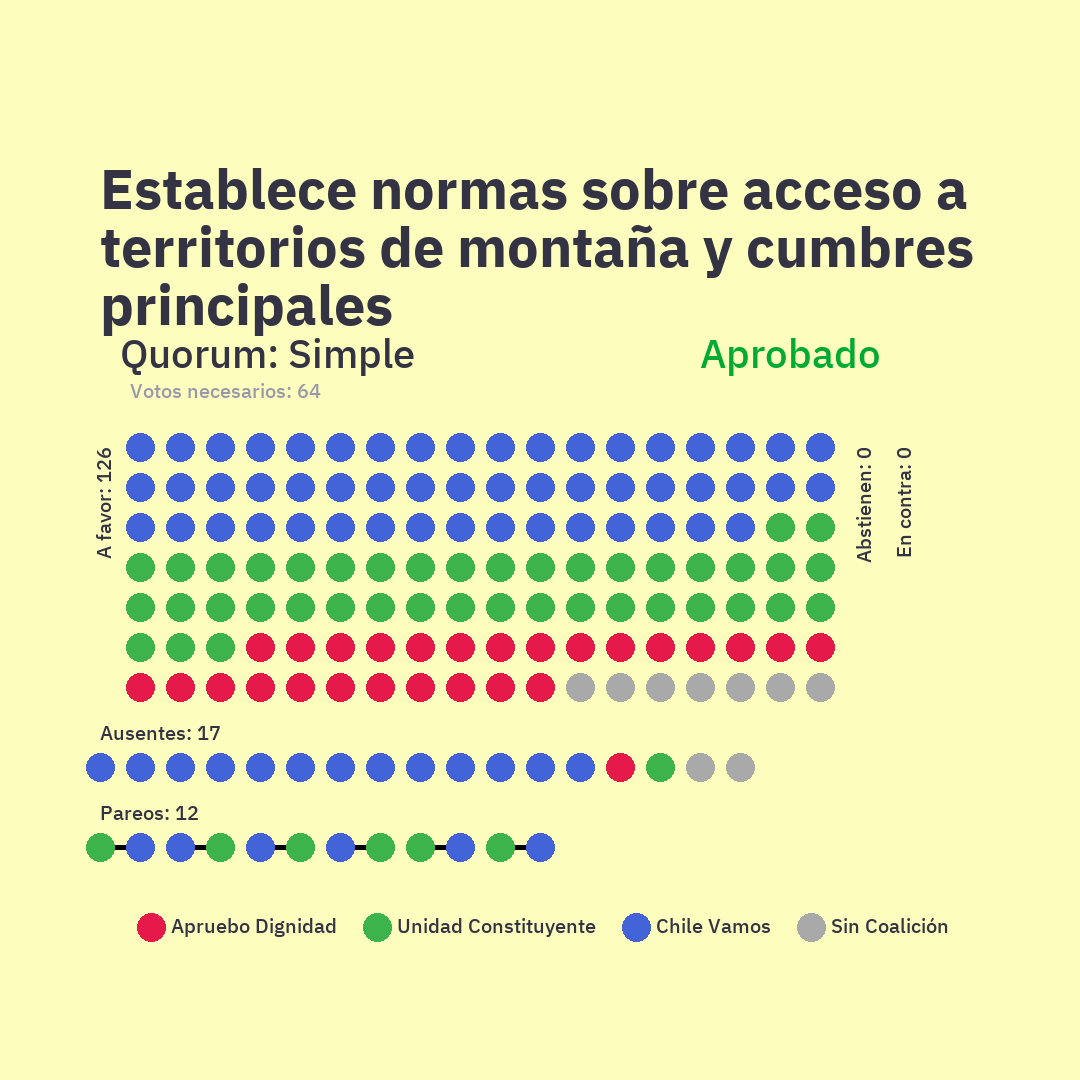 Establece normas sobre acceso a
territorios de montaña y cumbres
principales
Quorum: Simple
Aprobado
Votos necesarios: 64
A favor: 126
Abstienen: 0
En contra: 0
Ausentes: 17
Pareos: 12
Apruebo Dignidad
Unidad Constituyente
Chile Vamos
Sin Coalición